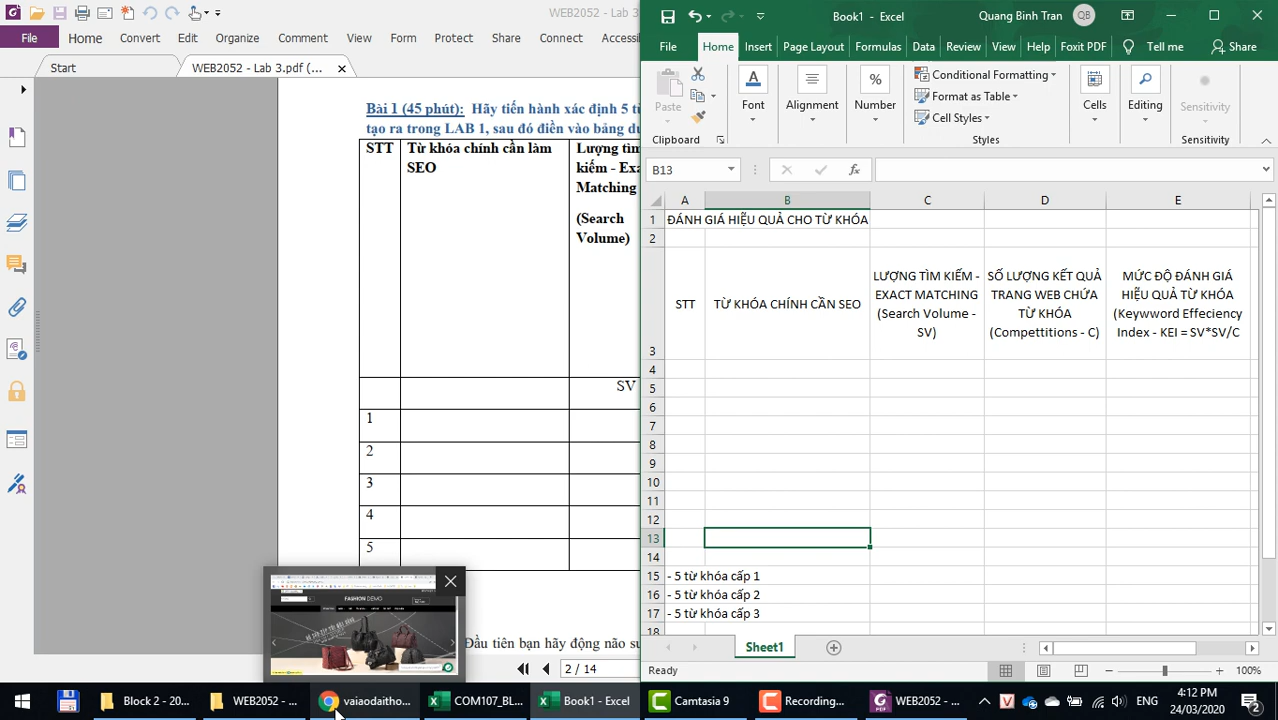 WEB2052 - Lab 3
File Home Convert Edit Organize Comment View Form Protect Share Connect Accessi
Start
WEB2052 - Lab 3.pdf (...
Bài 1 (45 phút): Hãy tiến hành xác định 5 từ
tạo ra trong LAB 1, sau đó điền vào bảng dư
STT
Từ khóa chính cần làm SEO
Lượng tìm
kiếm - Exa
Matching
(Search
Volume)
SV
1
2
3
4
5
Đầu tiên bạn hãy động não su
2 / 14
FASHION DEMO
Book1 - Excel
Quang Binh Tran
QB
File Home Insert Page Layout Formulas Data Review View Help Foxit PDF Tell me Share
Paste
Clipboard
Font
Alignment
Number
Conditional Formatting
Format as Table
Cell Styles
Styles
Cells
Editing
Sensitivity
Sensitivity
B13
fx
A B C D E
1 ĐÁNH GIÁ HIỆU QUẢ CHO TỪ KHÓA
2
3
STT
TỪ KHÓA CHÍNH CẦN SEO
LƯỢNG TÌM KIẾM -
EXACT MATCHING
(Search Volume -
SV)
SỐ LƯỢNG KẾT QUẢ
TRANG WEB CHỨA
TỪ KHÓA
(Compettitions - C)
MỨC ĐỘ ĐÁNH GIÁ
HIỆU QUẢ TỪ KHÓA
(Keywword Effeciency
Index - KEI = SV*SV/C
4
5
6
7
8
9
10
11
12
13
14
15 - 5 từ khóa cấp 1
16 - 5 từ khóa cấp 2
17 - 5 từ khóa cấp 3
18
Sheet1
Ready
100%
Block 2 - 20...
WEB2052 - ...
vaiaodaitho...
COM107_BL...
Book1 - Excel
Camtasia 9
Recording...
WEB2052 - ...
ENG
4:12 PM
24/03/2020
2